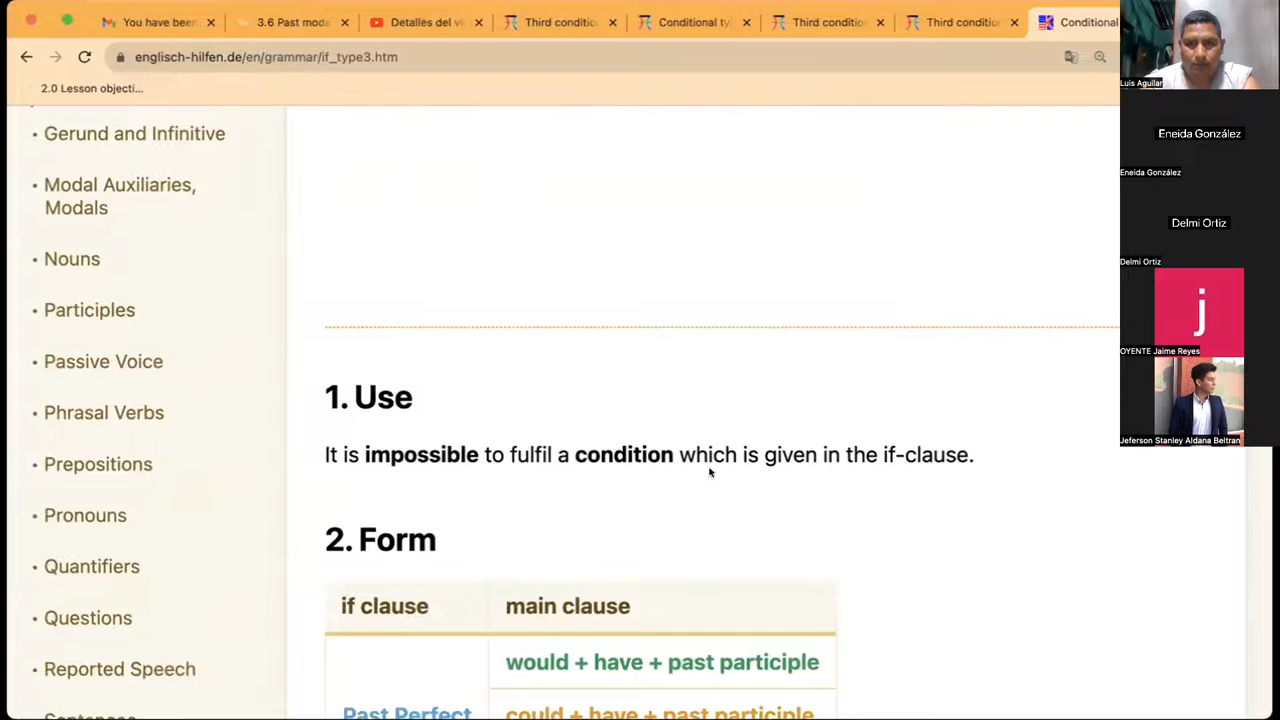 You have been
3.6 Past moda
Detalles del vi
Third conditio
Conditional ty
Third conditio
Third conditio
Conditional
englisch-hilfen.de/en/grammar/if_type3.htm
2.0 Lesson objecti...
• Gerund and Infinitive
• Modal Auxiliaries,
Modals
• Nouns
• Participles
• Passive Voice
• Phrasal Verbs
• Prepositions
• Pronouns
• Quantifiers
• Questions
• Reported Speech
1. Use
It is impossible to fulfil a condition which is given in the if-clause.
2. Form
if clause
main clause
would + have + past participle
Past Perfect
could + have + past participle
Luis Aguilar
Eneida González
Eneida González
Delmi Ortiz
Delmi Ortiz
j
OYENTE Jaime Reyes
Jeferson Stanley Aldana Beltran